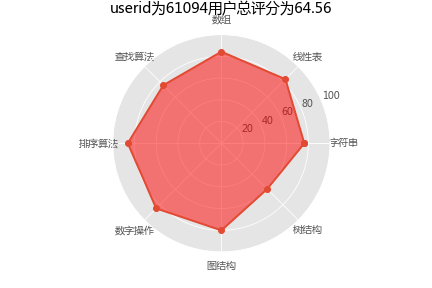 userid为61094用户总评分为64.56
数组
查找算法
线性表
100
80
60
40
20
排序算法
字符串
数字操作
树结构
图结构